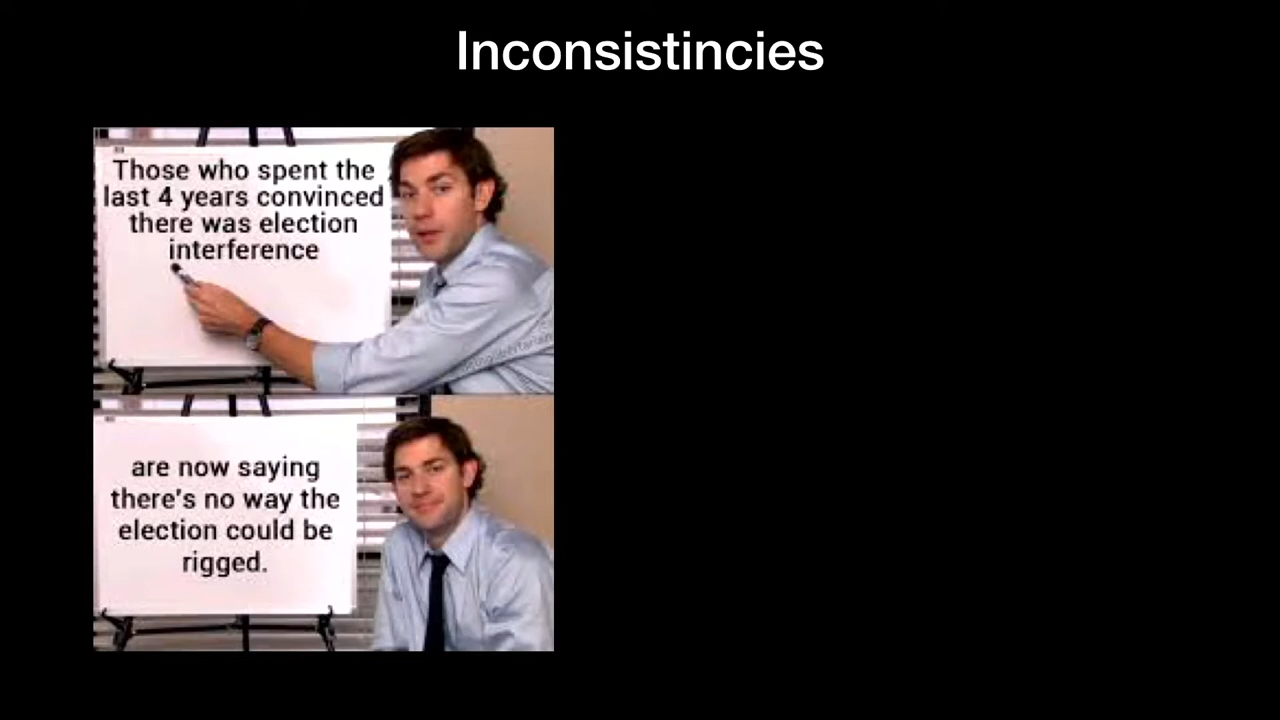 Inconsistincies
Those who spent the
last 4 years convinced
there was election
interference
are now saying
there's no way the
election could be
rigged.